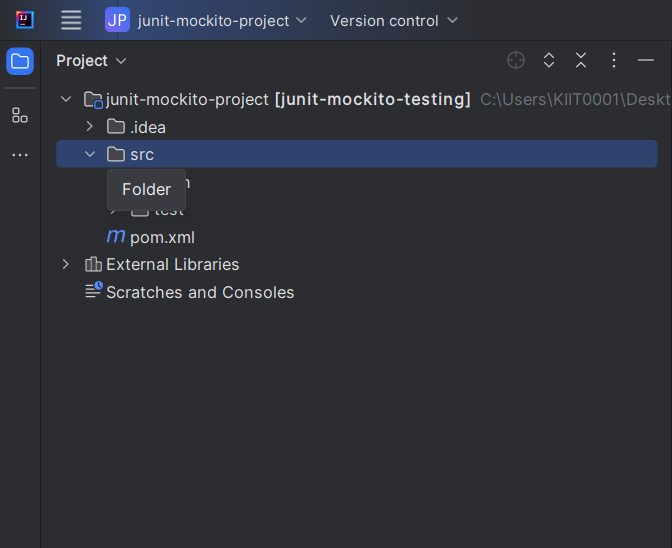 JP junit-mockito-project Version control
Project
junit-mockito-project [junit-mockito-testing] C:\Users\KIIT0001\Deskt
.idea
src
Folder
test
pom.xml
External Libraries
Scratches and Consoles